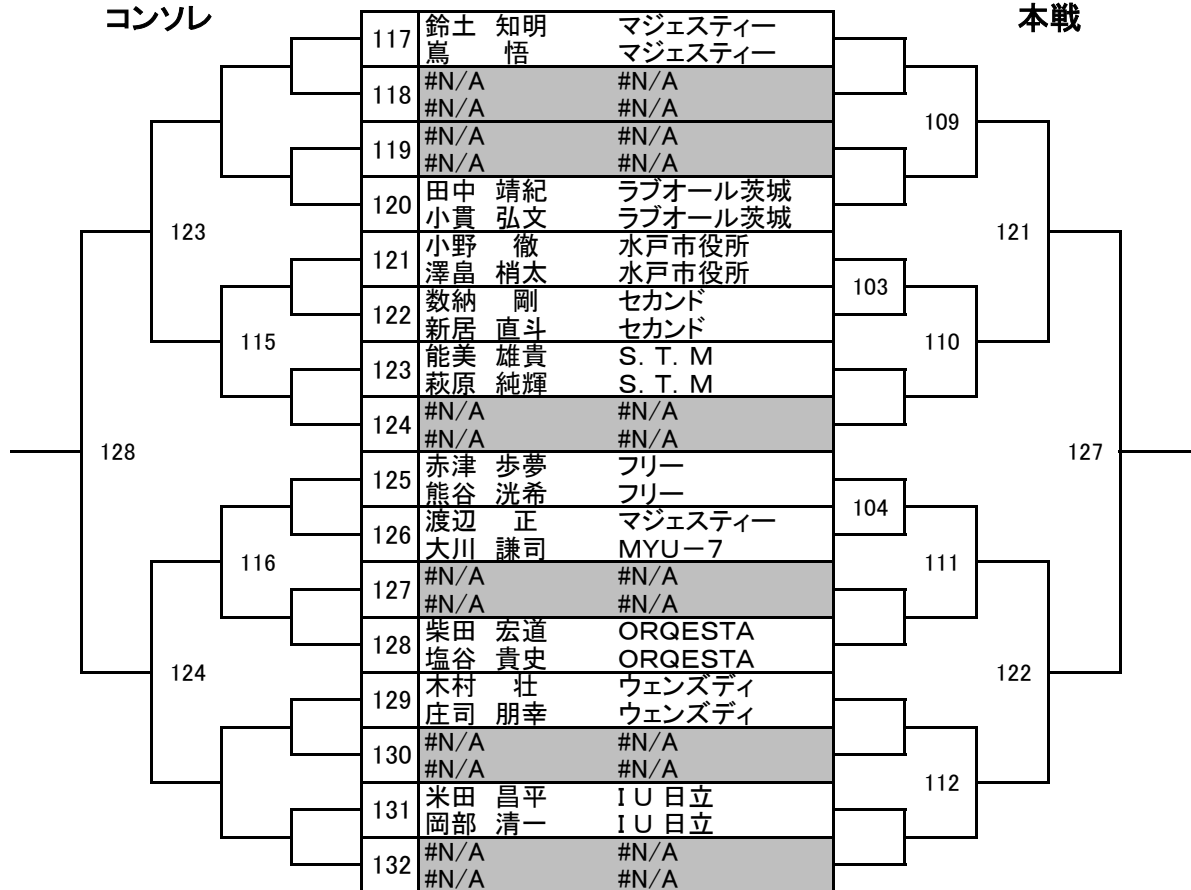 コンソレ
本戦
117 鈴土 知明 マジェスティー
嶌 悟 マジェスティー
118 #N/A #N/A
#N/A #N/A
109
119 #N/A #N/A
#N/A #N/A
120 田中 靖紀 ラブオール茨城
小貫 弘文 ラブオール茨城
123
121
121 小野 徹 水戸市役所
澤畠 梢太 水戸市役所
103
122 数納 剛 セカンド
新居 直斗 セカンド
115
110
123 能美 雄貴 S. T. M
萩原 純輝 S. T. M
124 #N/A #N/A
#N/A #N/A
128
127
125 赤津 歩夢 フリー
熊谷 洸希 フリー
104
126 渡辺 正 マジェスティー
大川 謙司 MYU-7
116
111
127 #N/A #N/A
#N/A #N/A
128 柴田 宏道 ORQESTA
塩谷 貴史 ORQESTA
124
122
129 木村 壮 ウェンズディ
庄司 朋幸 ウェンズディ
130 #N/A #N/A
#N/A #N/A
112
131 米田 昌平 IU日立
岡部 清一 IU日立
132 #N/A #N/A
#N/A #N/A